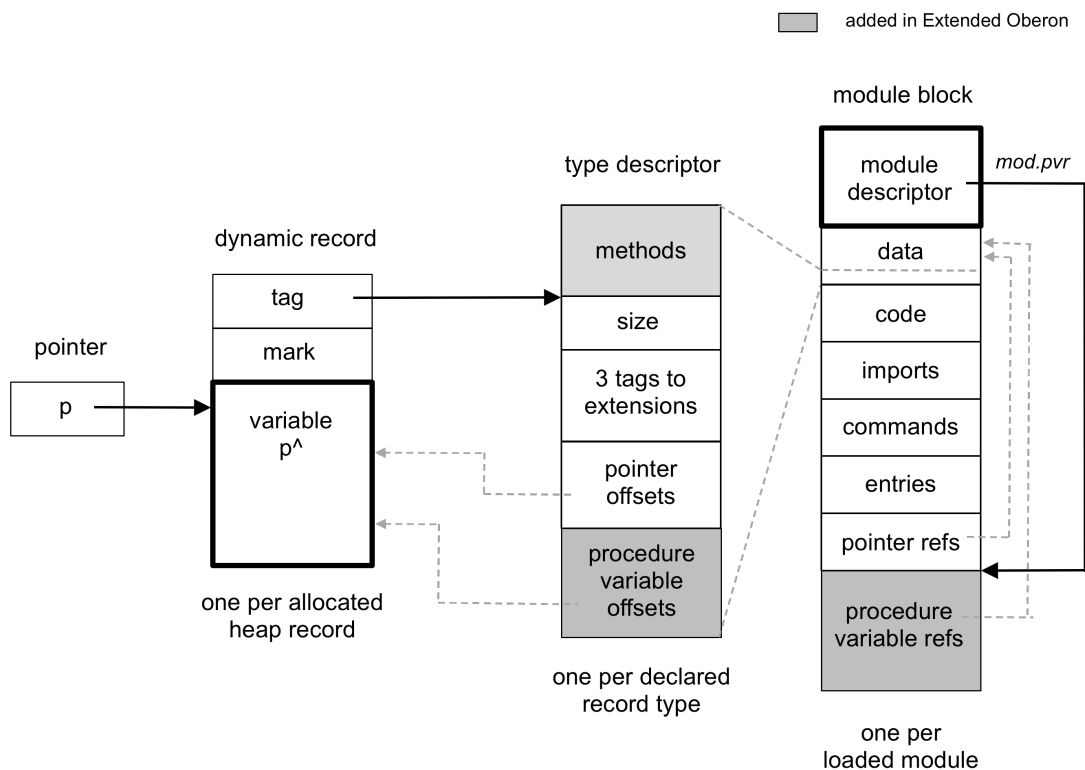 added in Extended Oberon
module block
module
descriptor
mod.pvr
type descriptor
methods
data
dynamic record
tag
size
code
pointer
mark
3 tags to
extensions
imports
p
variable
p^
commands
pointer
offsets
entries
pointer refs
procedure
variable
offsets
procedure
variable refs
one per allocated
heap record
one per declared
record type
one per
loaded module